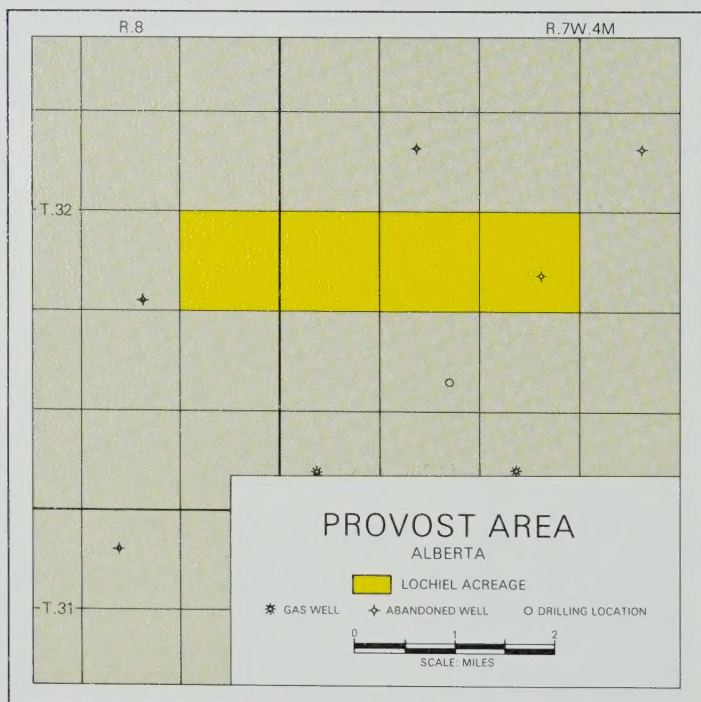 R.8 R.7W.4M
T.32
T.31
PROVOST AREA
ALBERTA
LOCHIEL ACREAGE
GAS WELL ABANDONED WELL DRILLING LOCATION
0 1 2
SCALE: MILES